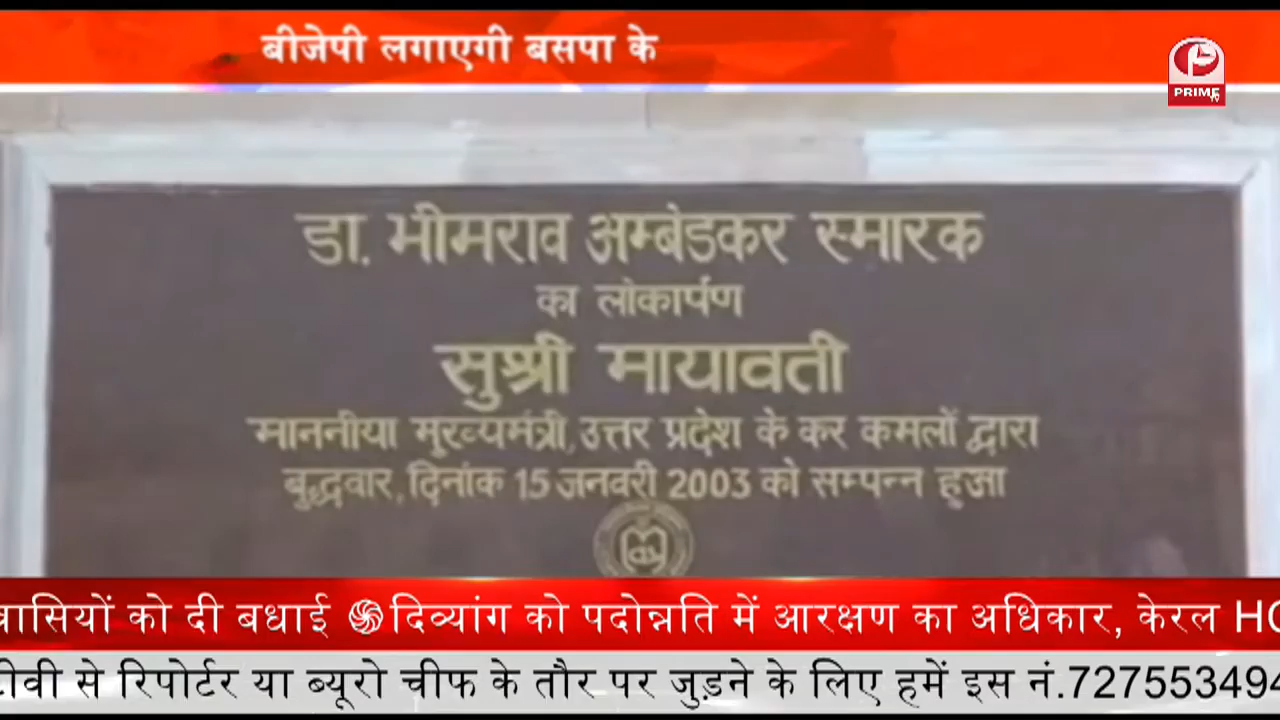 बीजेपी लगाएगी बसपा के
PRIME TV
डा. भीमराव अम्बेडकर स्मारक
का लोकार्पण
सुश्री मायावती
माननीया मुख्यमंत्री, उत्तर प्रदेश के कर कमलों द्वारा
बुद्धवार, दिनांक 15 जनवरी 2003 को सम्पन्न हुआ
वासियों को दी बधाई दिव्यांग को पदोन्नति में आरक्षण का अधिकार, केरल HC
टीवी से रिपोर्टर या ब्यूरो चीफ के तौर पर जुड़ने के लिए हमें इस नं.727553494